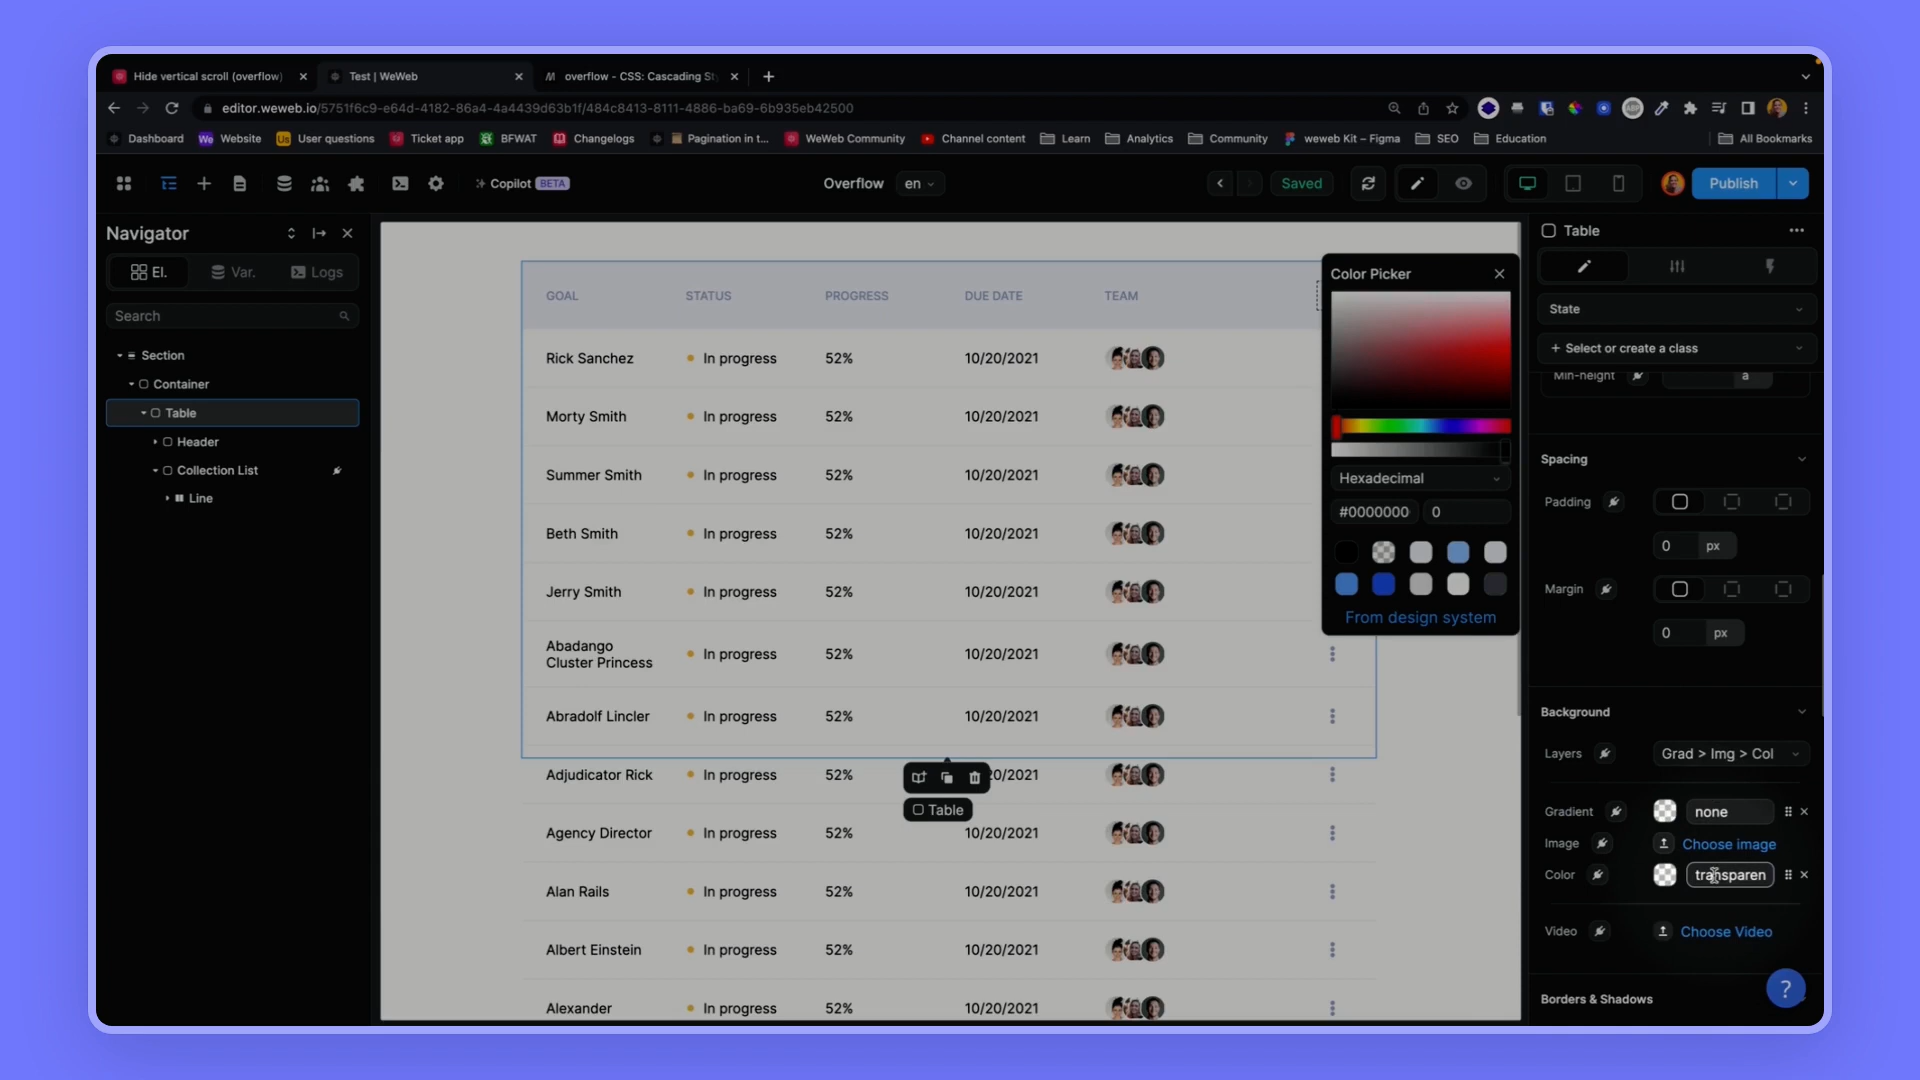 Hide vertical scroll (overflow)
Test | WeWeb
overflow - CSS: Cascading St
editor.weweb.io/5751f6c9-e64d-4182-86a4-4a4439d63b1f/484c8413-8111-4886-ba69-6b935eb42500
Dashboard
We Website
Us User questions
Ticket app
BFWAT
Changelogs
Pagination in t...
WeWeb Community
Channel content
Learn
Analytics
Community
weweb Kit – Figma
SEO
Education
All Bookmarks
Copilot BETA
Overflow
en
Saved
Publish
Navigator
El.
Var.
Logs
Search
Section
Container
Table
Header
Collection List
Line
GOAL STATUS PROGRESS DUE DATE TEAM
Rick Sanchez In progress 52% 10/20/2021
Morty Smith In progress 52% 10/20/2021
Summer Smith In progress 52% 10/20/2021
Beth Smith In progress 52% 10/20/2021
Jerry Smith In progress 52% 10/20/2021
Abadango
Cluster Princess In progress 52% 10/20/2021
Abradolf Lincler In progress 52% 10/20/2021
Adjudicator Rick In progress 52% 20/2021
Table
Agency Director In progress 52% 10/20/2021
Alan Rails In progress 52% 10/20/2021
Albert Einstein In progress 52% 10/20/2021
Alexander In progress 52% 10/20/2021
Color Picker
Hexadecimal
#0000000 0
From design system
Table
State
+ Select or create a class
Min-height a
Spacing
Padding
0 px
Margin
0 px
Background
Layers Grad > Img > Col
Gradient none
Image Choose image
Color transparen
Video Choose Video
Borders & Shadows
?